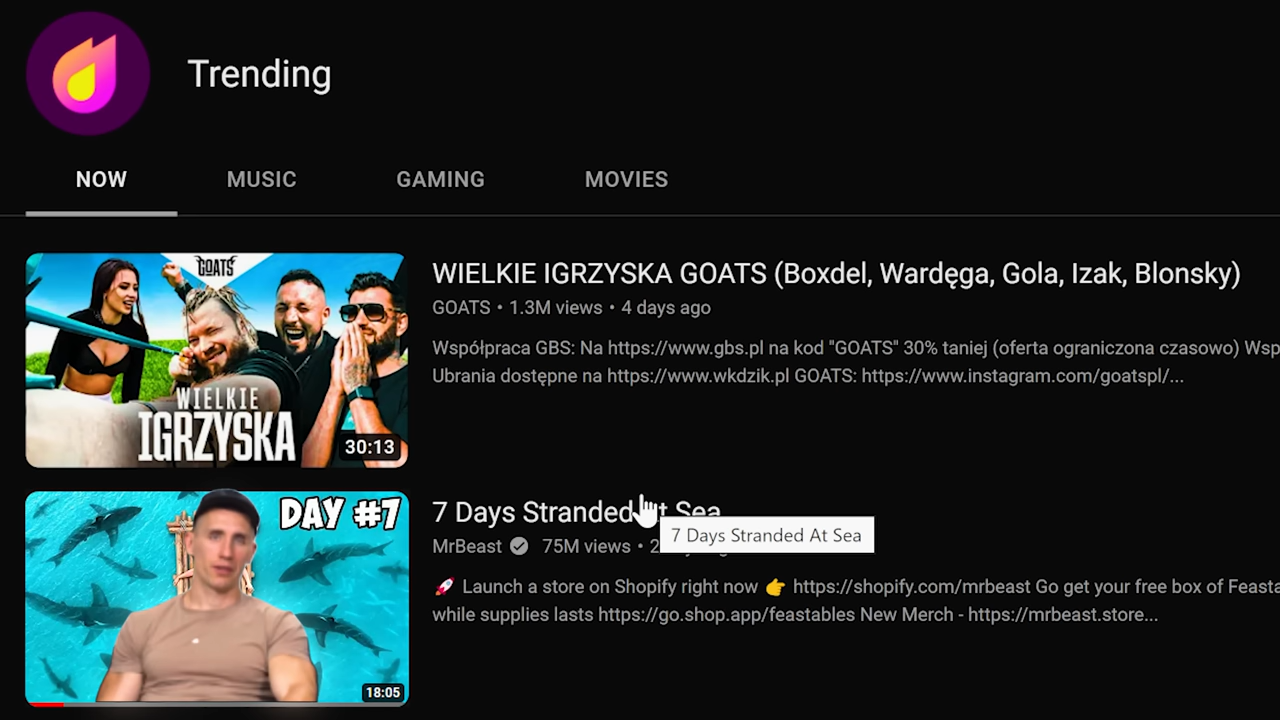 Trending
NOW MUSIC GAMING MOVIES
GOATS
WIELKIE
IGRZYSKA
30:13
WIELKIE IGRZYSKA GOATS (Boxdel, Wardęga, Gola, Izak, Blonsky)
GOATS • 1.3M views • 4 days ago
Współpraca GBS: Na https://www.gbs.pl na kod "GOATS" 30% taniej (oferta ograniczona czasowo)
Ubrania dostępne na https://www.wkdzik.pl GOATS: https://www.instagram.com/goatspl/...
DAY #7
18:05
7 Days Stranded At Sea
7 Days Stranded At Sea
MrBeast 75M views •
🚀 Launch a store on Shopify right now 👉 https://shopify.com/mrbeast Go get your free box of
while supplies lasts https://go.shop.app/feastables New Merch - https://mrbeast.store...